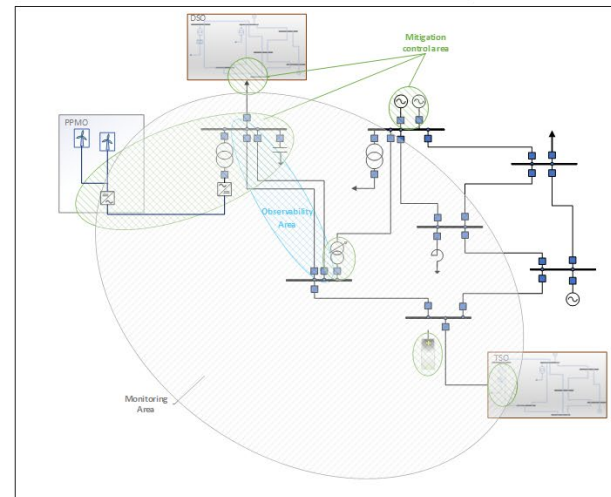 DSO
Mitigation
control area
PPMO
Observability
Area
TSO
Monitoring
Area